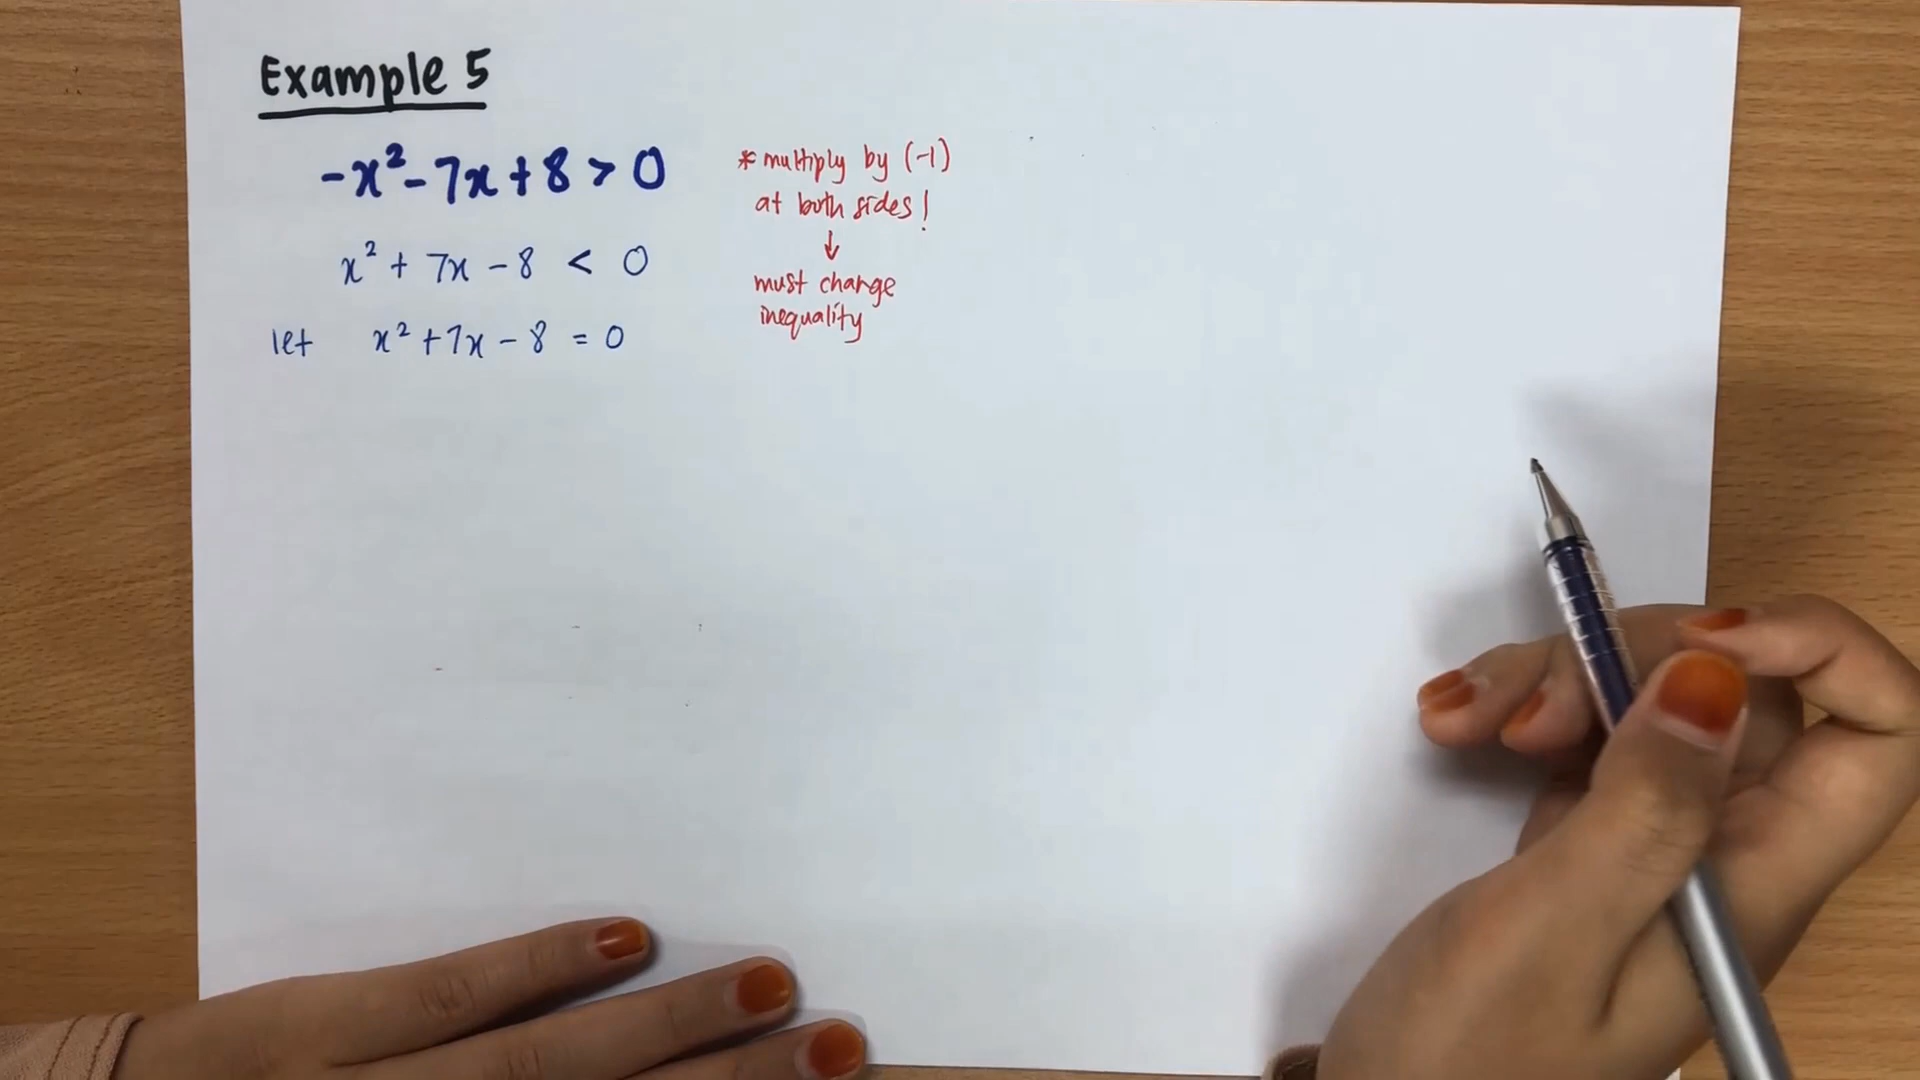 Example 5
-x² - 7x + 8 > 0
x² + 7x - 8 < 0
let x² + 7x - 8 = 0
* multiply by (-1)
at both sides!
↓
must change
inequality